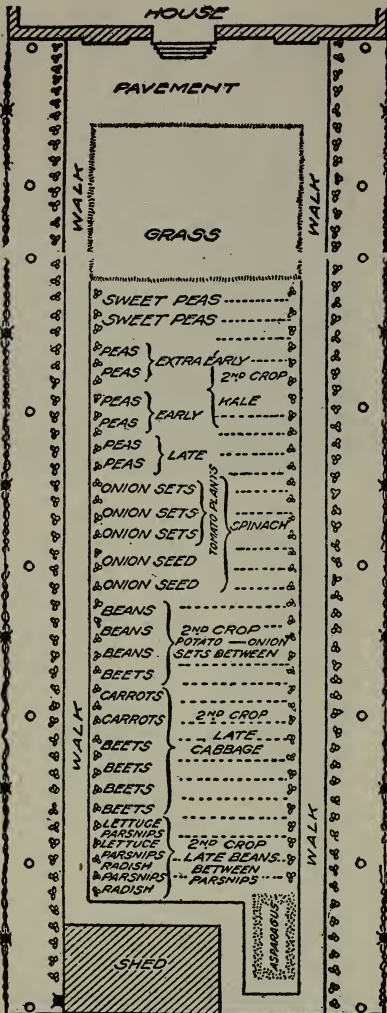 HOUSE
PAVEMENT
WALK
WALK
GRASS
SWEET PEAS
SWEET PEAS
PEAS
PEAS
EXTRA EARLY
2ND CROP
KALE
PEAS
PEAS
EARLY
PEAS
PEAS
LATE
ONION SETS
ONION SETS
ONION SETS
TOMATO PLANTS
SPINACH
ONION SEED
ONION SEED
BEANS
BEANS
BEANS
BEETS
2ND CROP
POTATO — ONION
SETS BETWEEN
CARROTS
CARROTS
BEETS
BEETS
BEETS
BEETS
2ND CROP
LATE
CABBAGE
WALK
WALK
LETTUCE
PARSNIPS
LETTUCE
PARSNIPS
RADISH
PARSNIPS
RADISH
2ND CROP
LATE BEANS
BETWEEN
PARSNIPS
ASPARAGUS
SHED